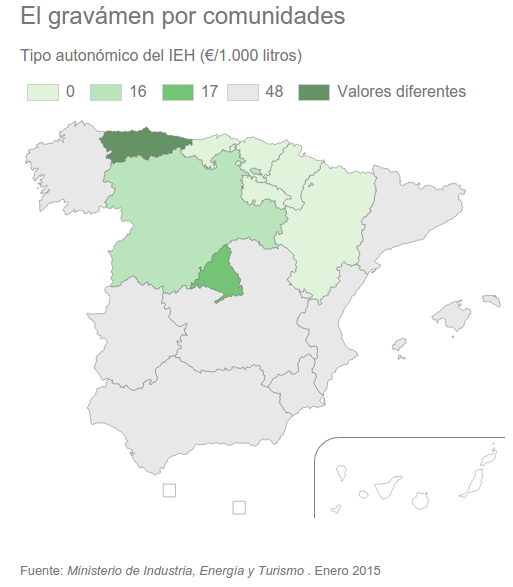 El gravámen por comunidades
Tipo autonómico del IEH (€/1.000 litros)
0 16 17 48 Valores diferentes
Fuente: Ministerio de Industria, Energía y Turismo . Enero 2015